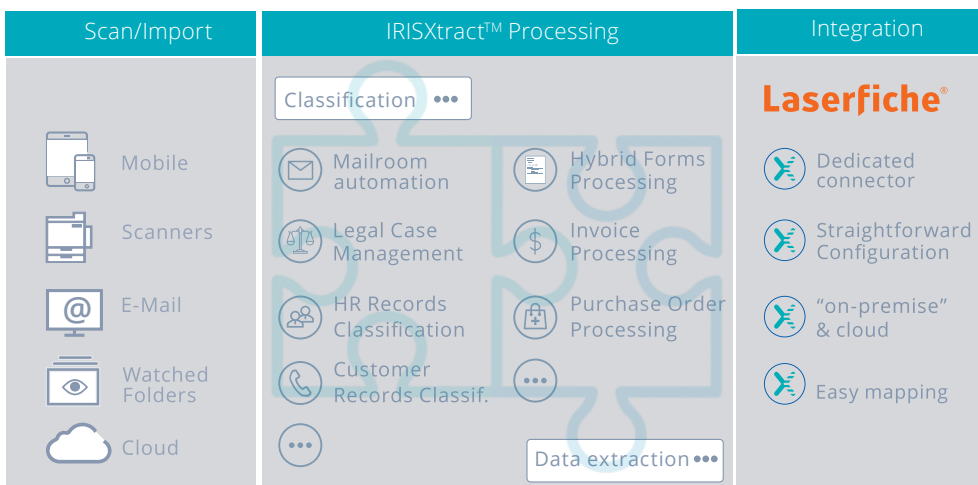 Scan/Import
Mobile
Scanners
@
E-Mail
Watched
Folders
Cloud
IRISXtract™ Processing
Classification •••
Mailroom
automation
Legal Case
Management
HR Records
Classification
Customer
Records Classif.
•••
Hybrid Forms
Processing
$
Invoice
Processing
Purchase Order
Processing
•••
Data extraction •••
Integration
Laserfiche®
Dedicated
connector
Straightforward
Configuration
“on-premise”
& cloud
Easy mapping